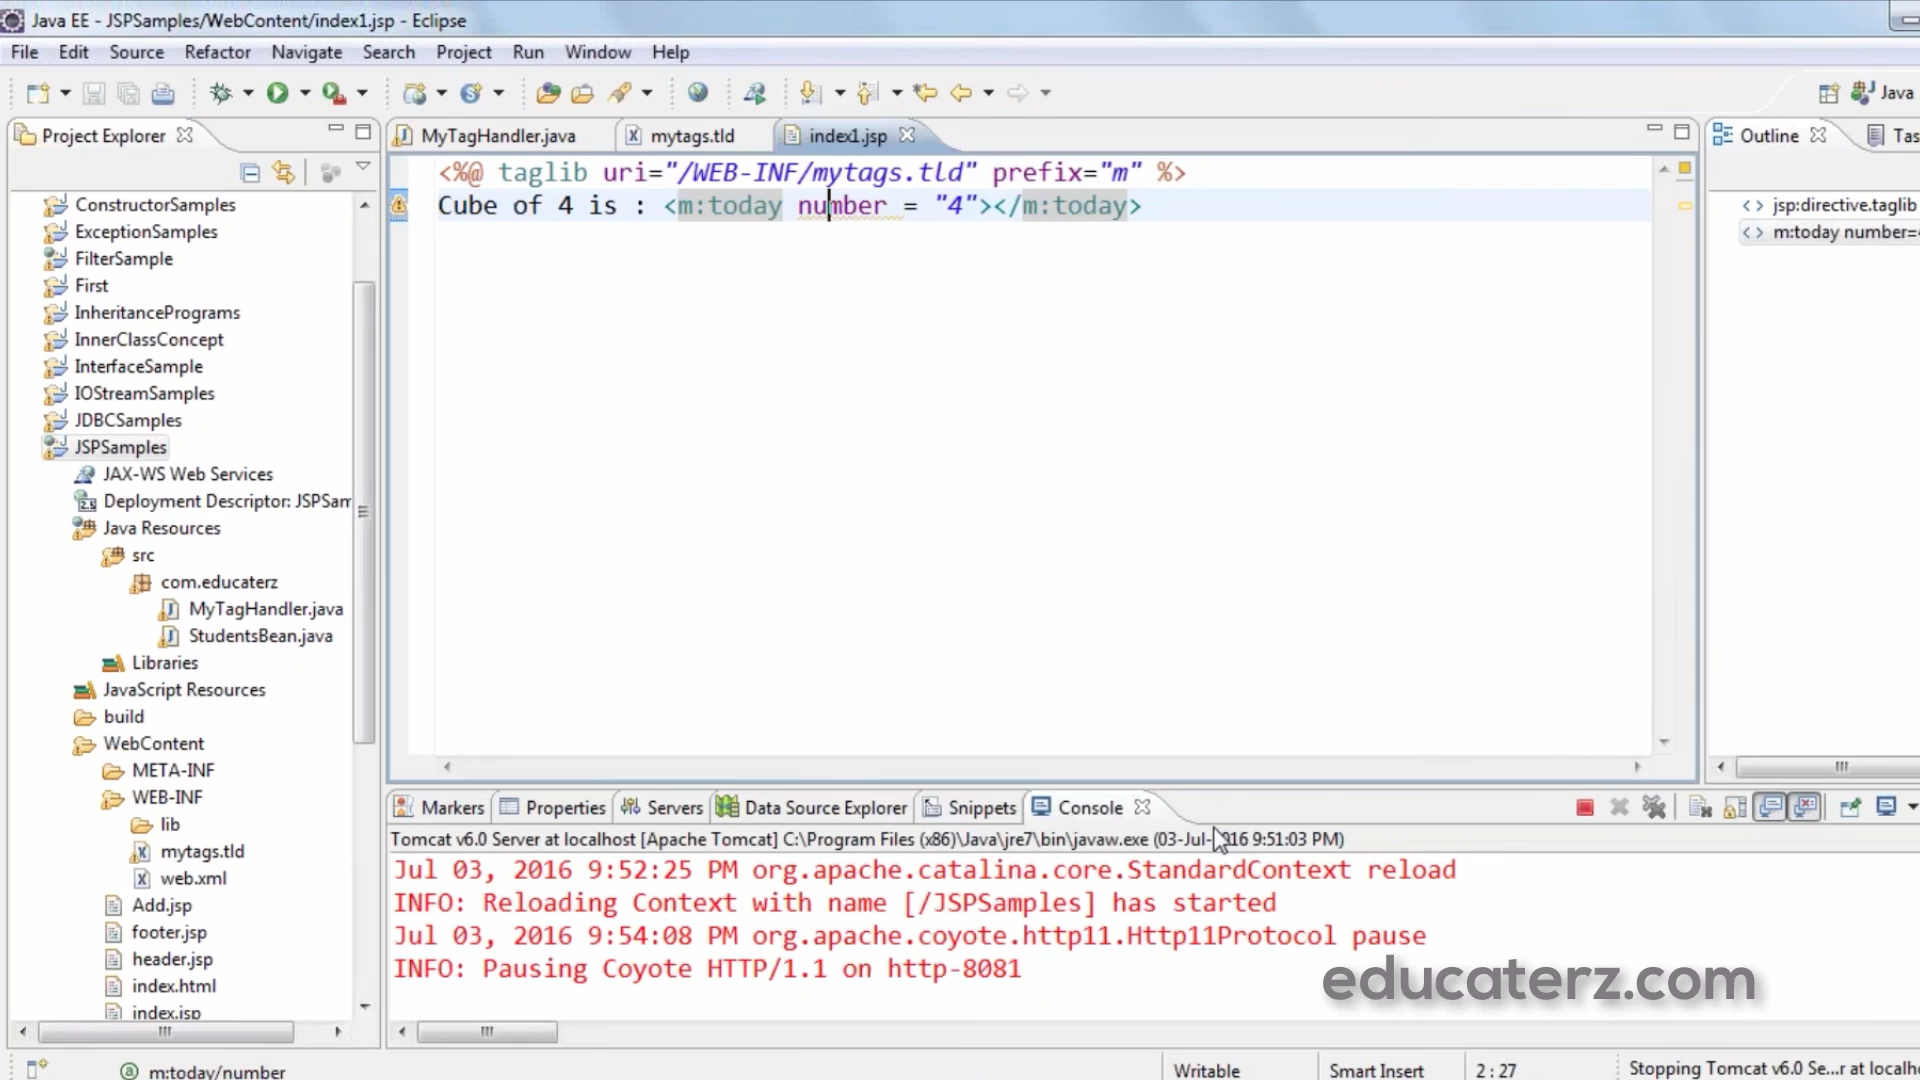 Java EE - JSPSamples/WebContent/index1.jsp - Eclipse
File Edit Source Refactor Navigate Search Project Run Window Help
Java
Project Explorer
MyTagHandler.java
mytags.tld
index1.jsp
Outline
Tas
<%@ taglib uri="/WEB-INF/mytags.tld" prefix="m" %>
Cube of 4 is : <m:today number = "4"></m:today>
jsp:directive.taglib
m:today number=
ConstructorSamples
ExceptionSamples
FilterSample
First
InheritancePrograms
InnerClassConcept
InterfaceSample
IOStreamSamples
JDBCSamples
JSPSamples
JAX-WS Web Services
Deployment Descriptor: JSPSam
Java Resources
src
com.educaterz
MyTagHandler.java
StudentsBean.java
Libraries
JavaScript Resources
build
WebContent
META-INF
WEB-INF
lib
mytags.tld
web.xml
Add.jsp
footer.jsp
header.jsp
index.html
index.jsp
Markers Properties Servers Data Source Explorer Snippets Console
Tomcat v6.0 Server at localhost [Apache Tomcat] C:\Program Files (x86)\Java\jre7\bin\javaw.exe (03-Jul-2016 9:51:03 PM)
Jul 03, 2016 9:52:25 PM org.apache.catalina.core.StandardContext reload
INFO: Reloading Context with name [/JSPSamples] has started
Jul 03, 2016 9:54:08 PM org.apache.coyote.http11.Http11Protocol pause
INFO: Pausing Coyote HTTP/1.1 on http-8081
educaterz.com
m:today/number
Writable
Smart Insert
2 : 27
Stopping Tomcat v6.0 Se...r at localho